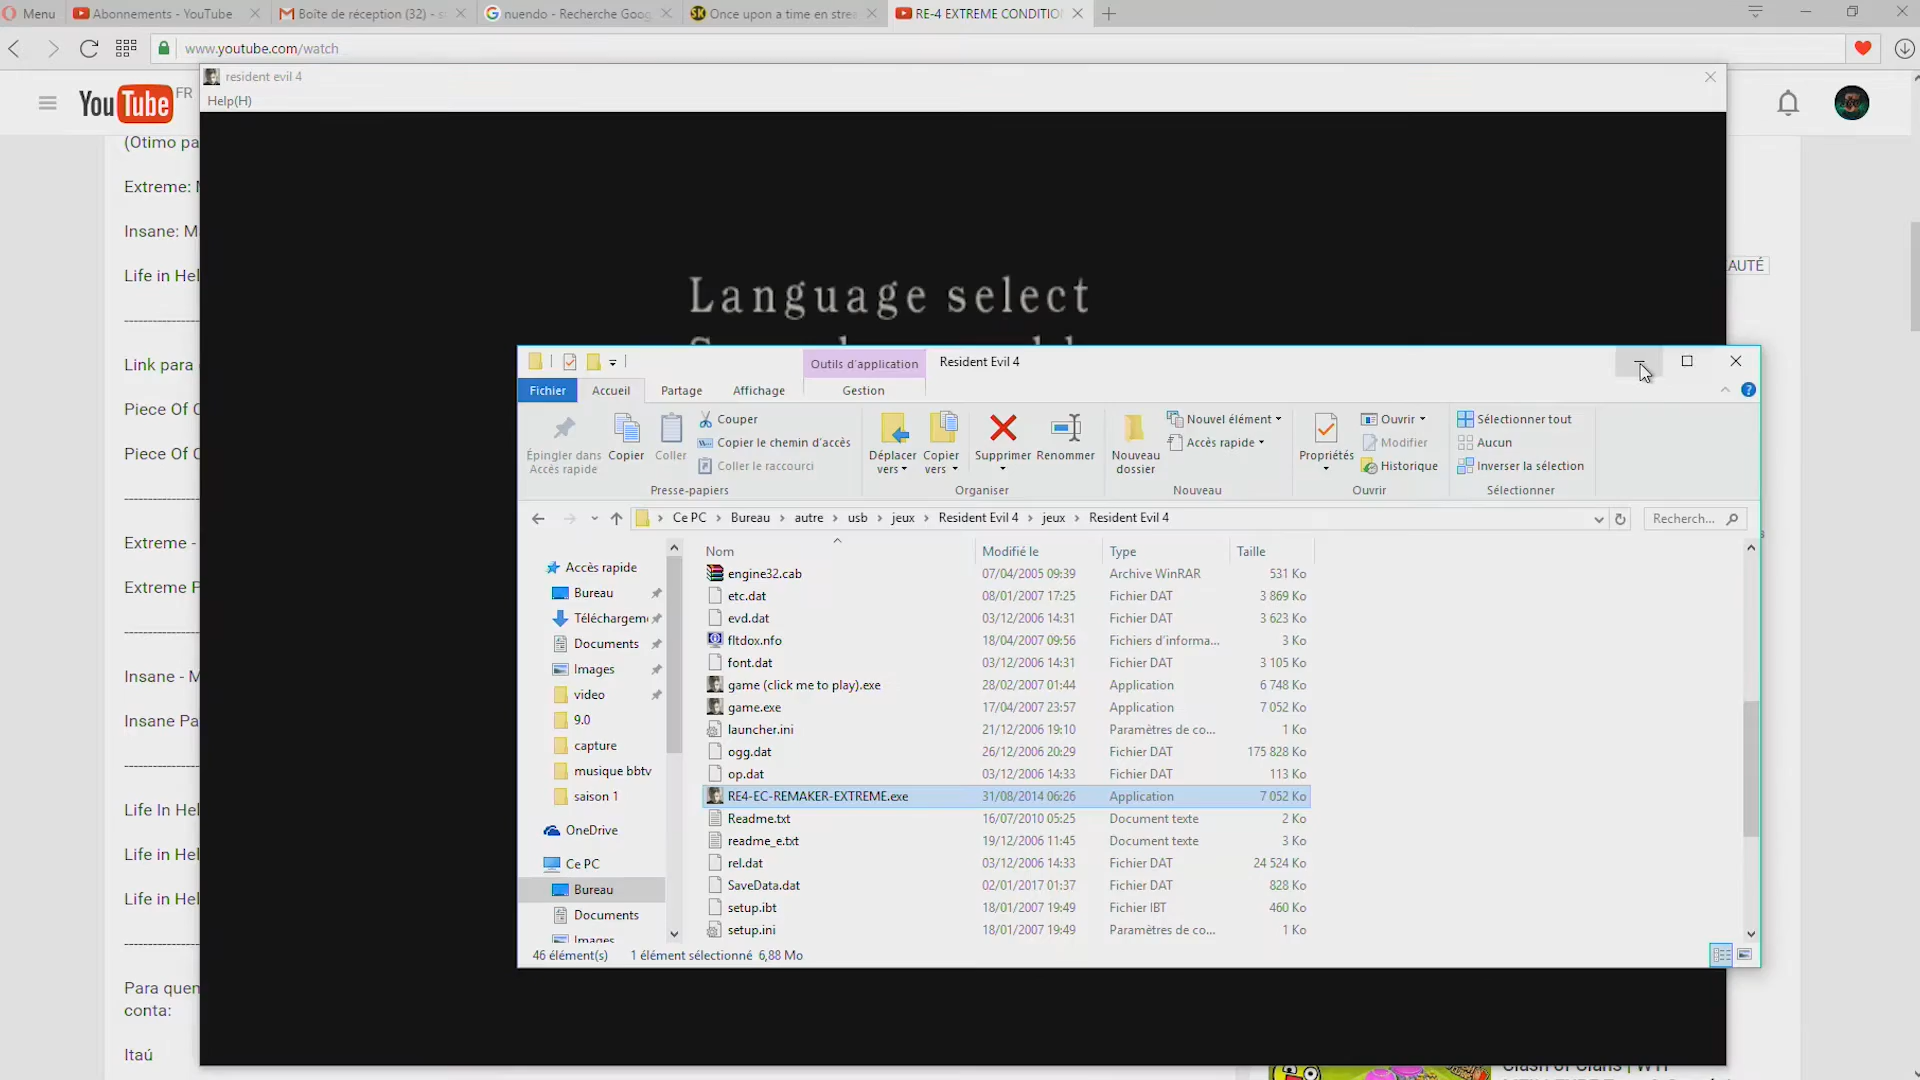 Menu
Abonnements - YouTube
Boîte de réception (32) - s
nuendo - Recherche Goog
Once upon a time en strea
RE-4 EXTREME CONDITIO
www.youtube.com/watch
resident evil 4
Help(H)
YouTube FR
(Otimo pa
Extreme: M
Insane: M
Life in Hel
AUTÉ
Language select
Link para
Piece Of C
Piece Of C
Extreme -
Extreme P
Insane - M
Insane Pa
Life In Hel
Life in Hel
Life in Hel
Para quen
conta:
Itaú
Outils d'application
Resident Evil 4
Fichier
Accueil
Partage
Affichage
Gestion
Épingler dans
Accès rapide
Copier
Coller
Couper
Copier le chemin d'accès
Coller le raccourci
Presse-papiers
Déplacer
vers
Copier
vers
Supprimer
Renommer
Organiser
Nouveau
dossier
Nouvel élément
Accès rapide
Nouveau
Propriétés
Ouvrir
Modifier
Historique
Ouvrir
Sélectionner tout
Aucun
Inverser la sélection
Sélectionner
Ce PC > Bureau > autre > usb > jeux > Resident Evil 4 > jeux > Resident Evil 4
Recherch...
Accès rapide
Bureau
Téléchargem
Documents
Images
video
9.0
capture
musique bbtv
saison 1
OneDrive
Ce PC
Bureau
Documents
Images
Nom Modifié le Type Taille
engine32.cab 07/04/2005 09:39 Archive WinRAR 531 Ko
etc.dat 08/01/2007 17:25 Fichier DAT 3 869 Ko
evd.dat 03/12/2006 14:31 Fichier DAT 3 623 Ko
fltdox.nfo 18/04/2007 09:56 Fichiers d'informa... 3 Ko
font.dat 03/12/2006 14:31 Fichier DAT 3 105 Ko
game (click me to play).exe 28/02/2007 01:44 Application 6 748 Ko
game.exe 17/04/2007 23:57 Application 7 052 Ko
launcher.ini 21/12/2006 19:10 Paramètres de co... 1 Ko
ogg.dat 26/12/2006 20:29 Fichier DAT 175 828 Ko
op.dat 03/12/2006 14:33 Fichier DAT 113 Ko
RE4-EC-REMAKER-EXTREME.exe 31/08/2014 06:26 Application 7 052 Ko
Readme.txt 16/07/2010 05:25 Document texte 2 Ko
readme_e.txt 19/12/2006 11:45 Document texte 3 Ko
rel.dat 03/12/2006 14:33 Fichier DAT 24 524 Ko
SaveData.dat 02/01/2017 01:37 Fichier DAT 828 Ko
setup.ibt 18/01/2007 19:49 Fichier IBT 460 Ko
setup.ini 18/01/2007 19:49 Paramètres de co... 1 Ko
46 élément(s) 1 élément sélectionné 6,88 Mo
Clash of Clans | WTF